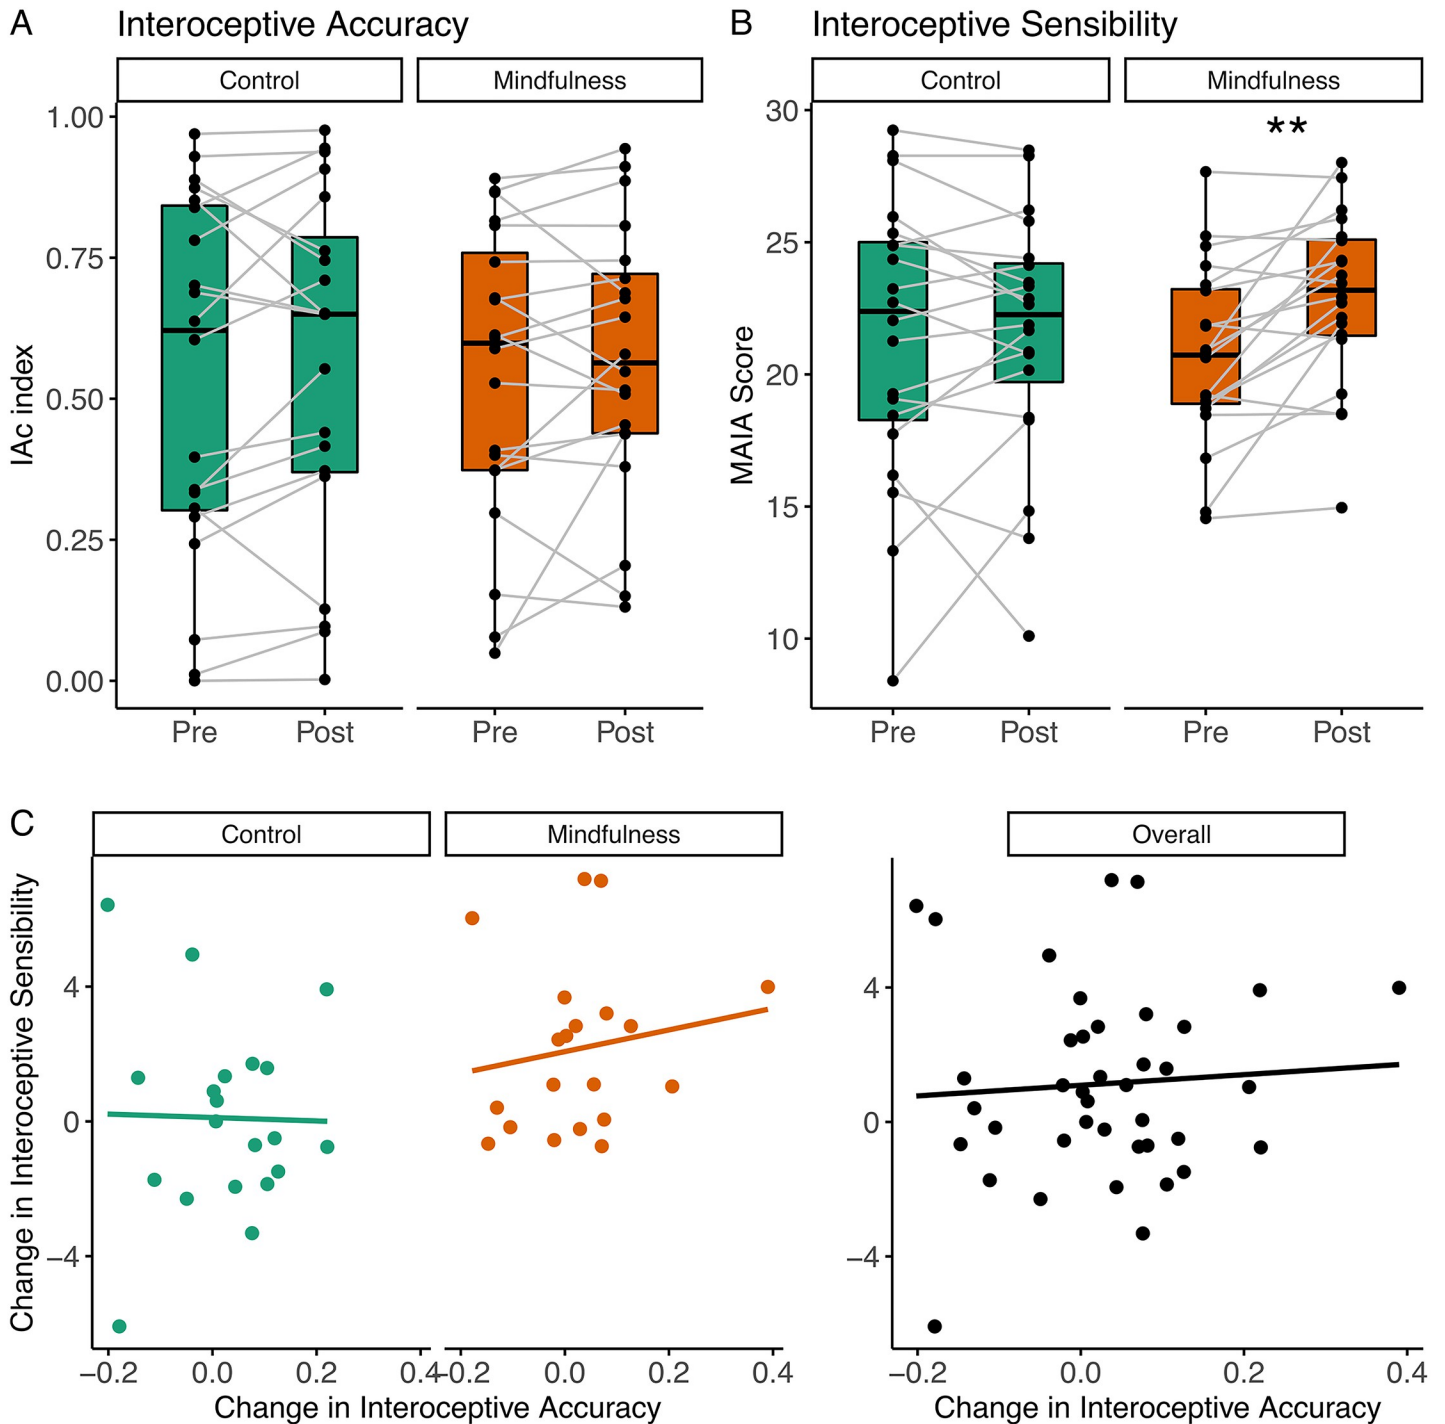 A Interoceptive Accuracy
B Interoceptive Sensibility
Control Mindfulness
Control Mindfulness
**
IAc index
1.00
0.75
0.50
0.25
0.00
Pre Post Pre Post
MAIA Score
30
25
20
15
10
Pre Post Pre Post
C
Control Mindfulness Overall
Change in Interoceptive Sensibility
4
0
−4
−0.2 0.0 0.2 0.4 −0.2 0.0 0.2 0.4
Change in Interoceptive Accuracy
4
0
−4
−0.2 0.0 0.2 0.4
Change in Interoceptive Accuracy